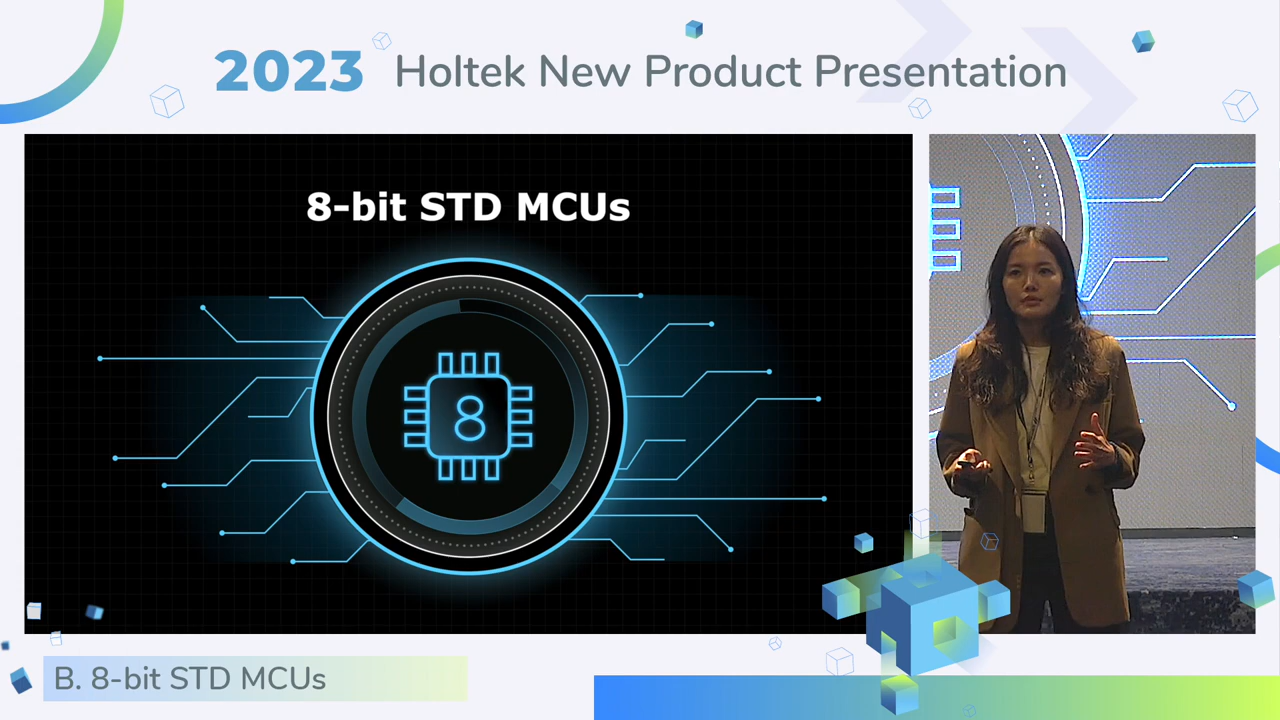 2023 Holtek New Product Presentation
8-bit STD MCUs
8
B. 8-bit STD MCUs